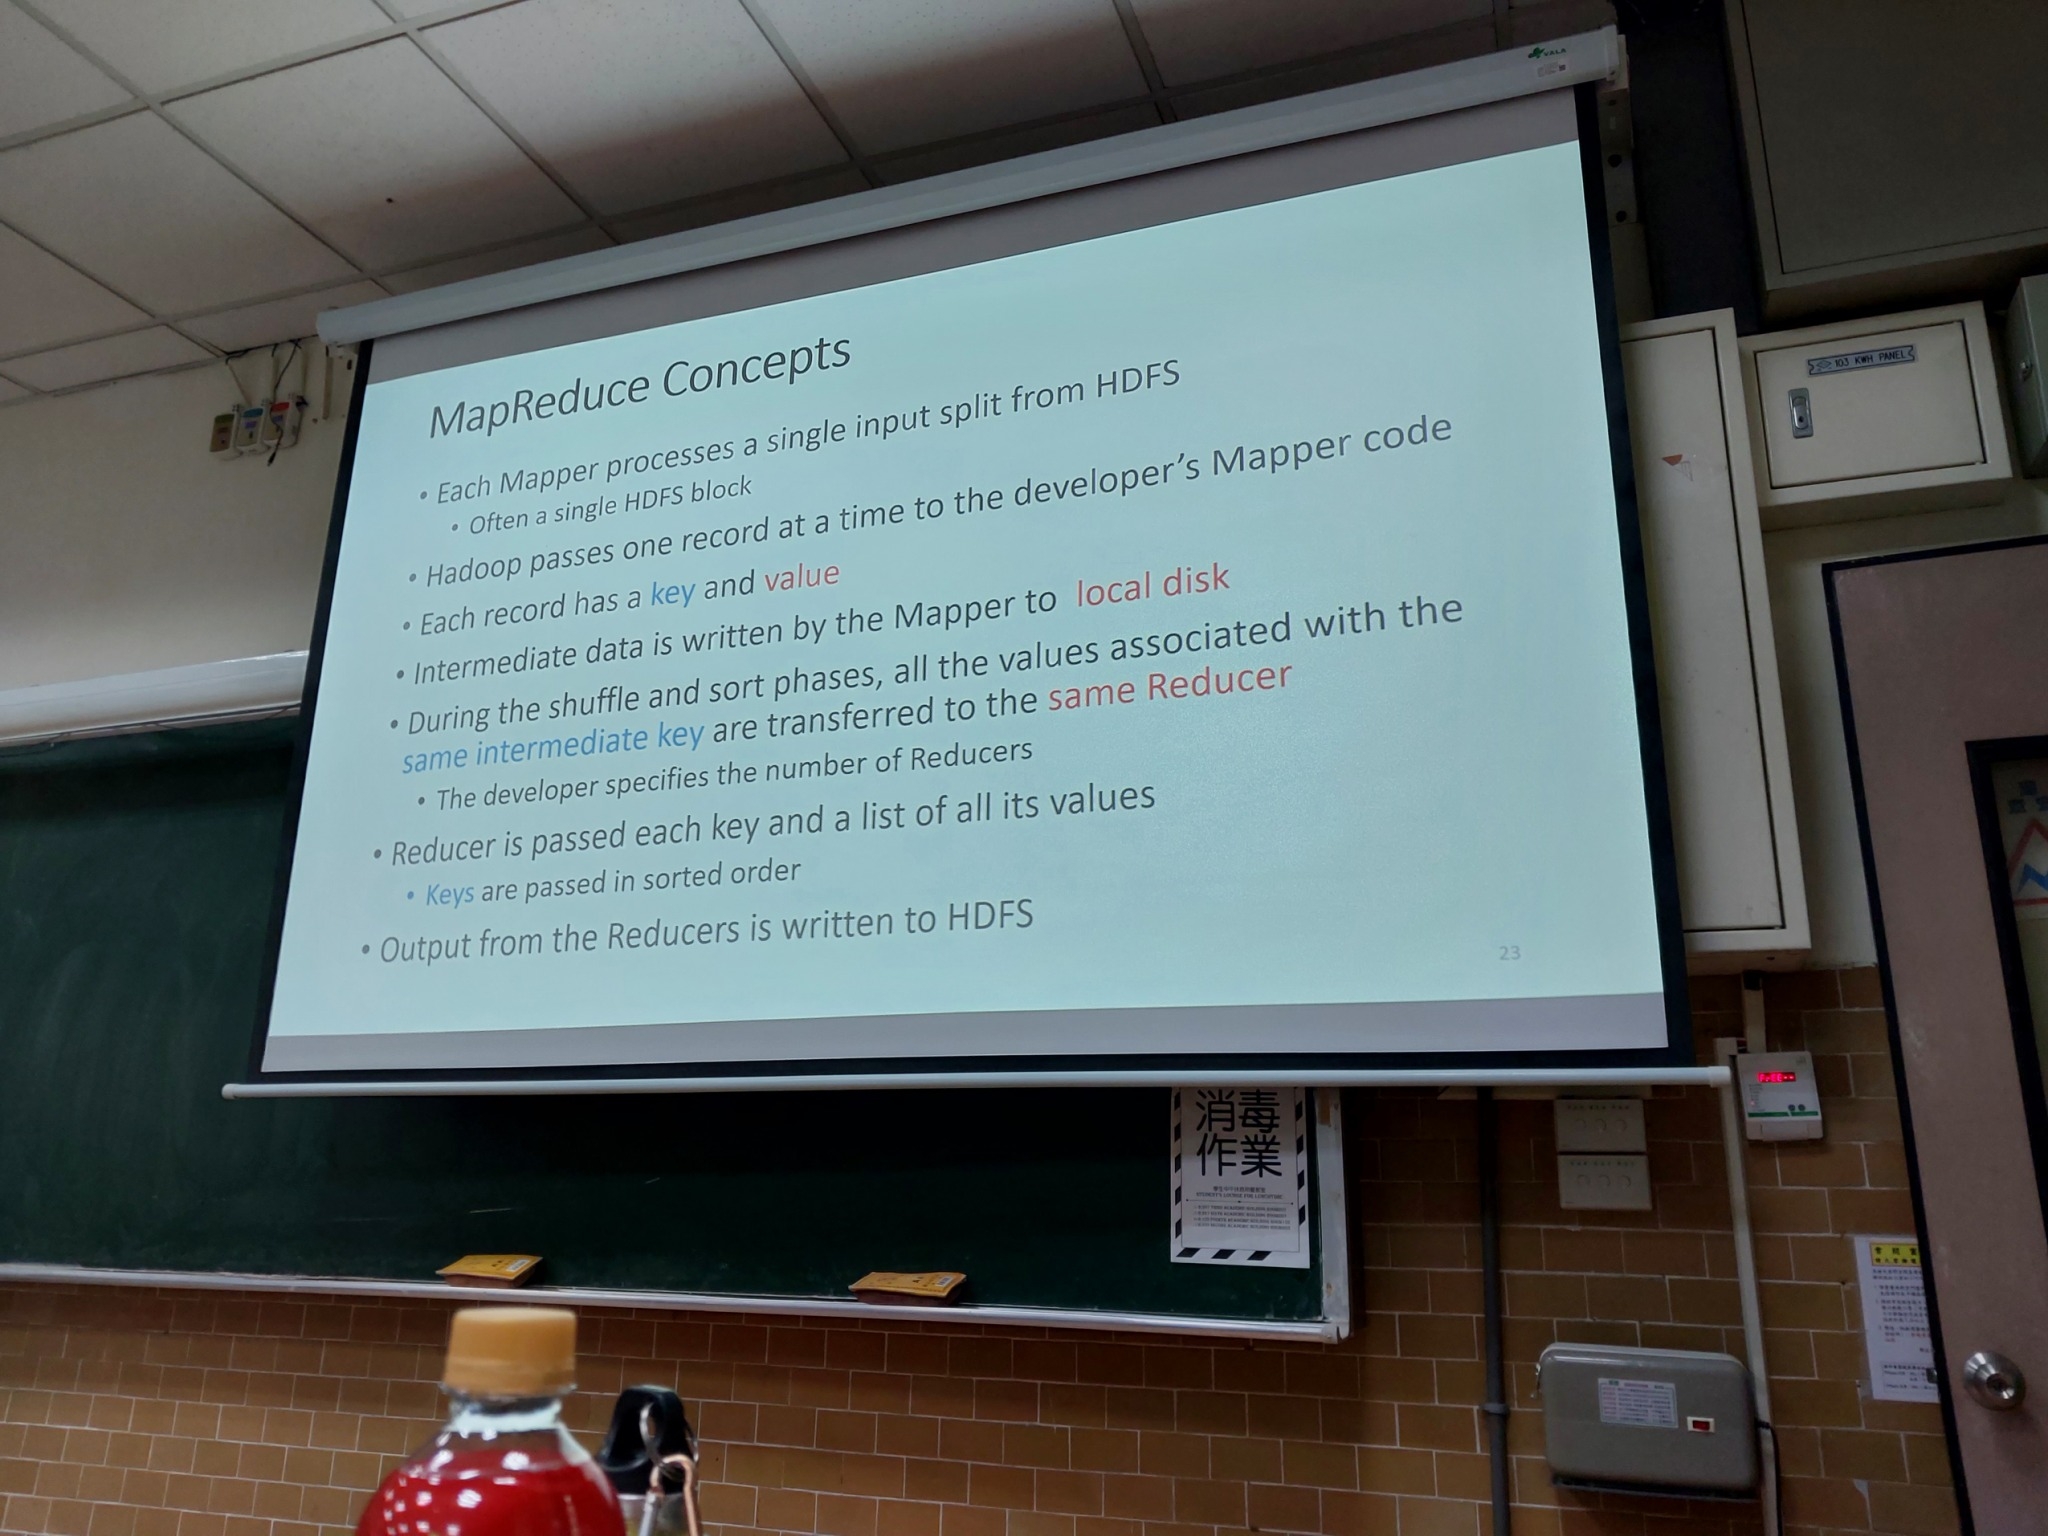 VALA
103 KWH PANEL
MapReduce Concepts
• Each Mapper processes a single input split from HDFS
• Often a single HDFS block
• Hadoop passes one record at a time to the developer's Mapper code
• Each record has a key and value
• Intermediate data is written by the Mapper to local disk
• During the shuffle and sort phases, all the values associated with the
same intermediate key are transferred to the same Reducer
• The developer specifies the number of Reducers
• Reducer is passed each key and a list of all its values
• Keys are passed in sorted order
• Output from the Reducers is written to HDFS
23
消毒
作業